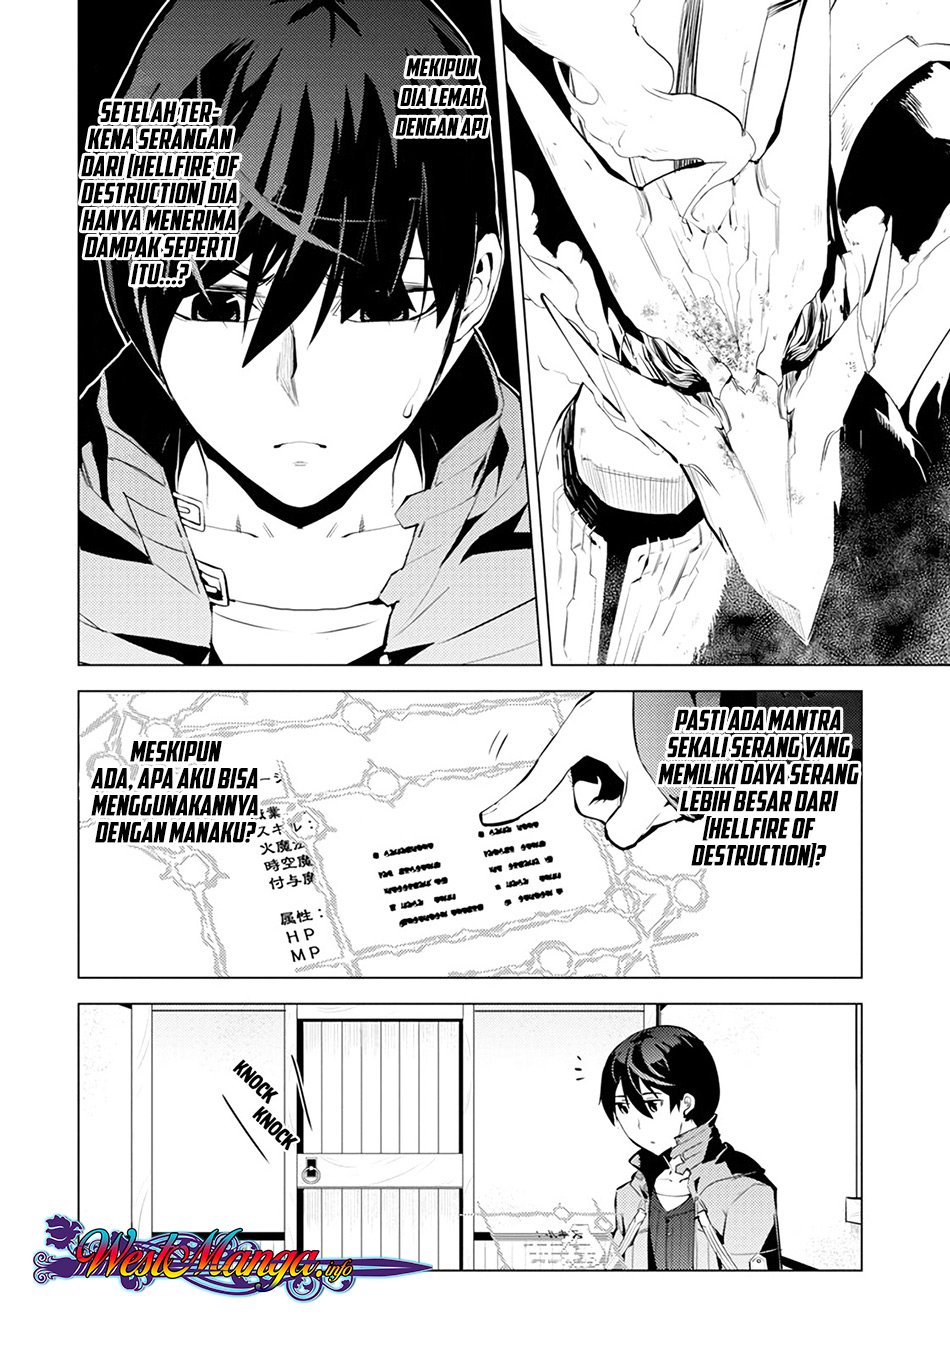 MEKIPUN
DIA LEMAH
DENGAN API
SETELAH TER-
KENA SERANGAN
DARI [HELLFIRE OF
DESTRUCTION] DIA
HANYA MENERIMA
DAMPAK SEPERTI
ITU...?
PASTI ADA MANTRA
SEKALI SERANG YANG
MEMILIKI DAYA SERANG
LEBIH BESAR DARI
[HELLFIRE OF
DESTRUCTION]?
MESKIPUN
ADA, APA AKU BISA
MENGGUNAKANNYA
DENGAN MANAKU?
スキル：
火魔法
時空魔
付与魔
属性：
HP
MP
KNOCK
KNOCK
WestManga.info